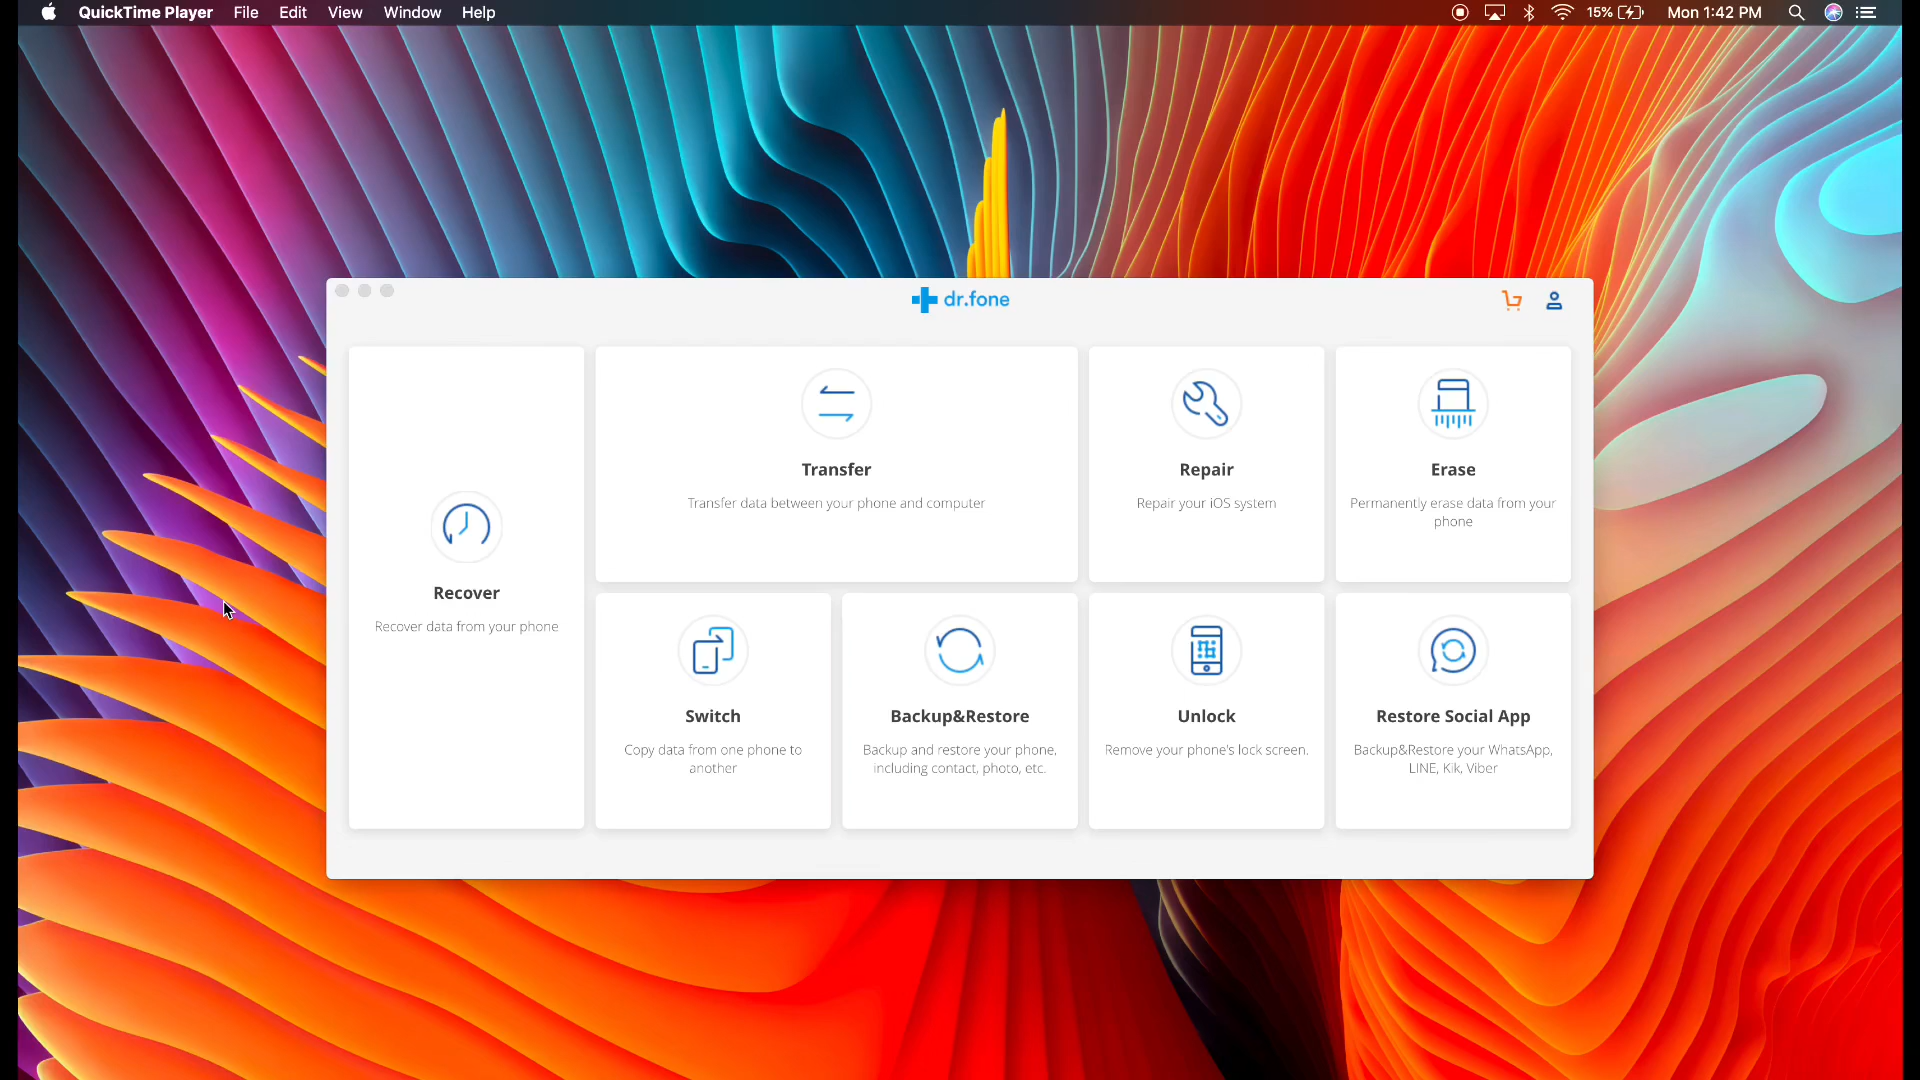 QuickTime Player File Edit View Window Help 15% Mon 1:42 PM
dr.fone
Recover
Recover data from your phone
Transfer
Transfer data between your phone and computer
Repair
Repair your iOS system
Erase
Permanently erase data from your
phone
Switch
Copy data from one phone to
another
Backup&Restore
Backup and restore your phone,
including contact, photo, etc.
Unlock
Remove your phone's lock screen.
Restore Social App
Backup&Restore your WhatsApp,
LINE, Kik, Viber